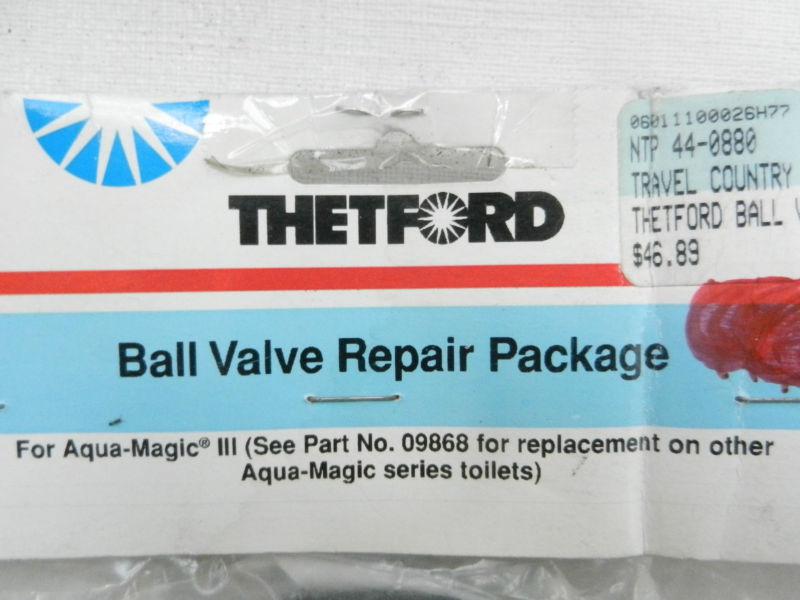 06011100026H77
NTP 44-0880
TRAVEL COUNTRY
THETFORD BALL V
$46.89
THETFORD
Ball Valve Repair Package
For Aqua-Magic® III (See Part No. 09868 for replacement on other
Aqua-Magic series toilets)